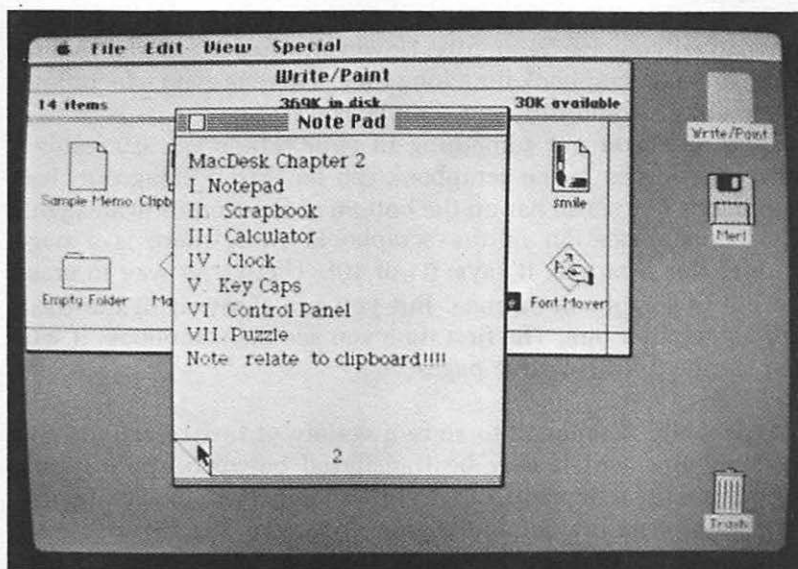 File Edit View Special
Write/Paint
14 items 369K in disk 30K available
Note Pad
MacDesk Chapter 2
I. Notepad
II. Scrapbook
III Calculator
IV. Clock
V. Key Caps
VI. Control Panel
VII. Puzzle
Note relate to clipboard!!!!
2
Sample Memo
smile
Empty Folder
Font Mover
Write/Paint
Merl
Trash